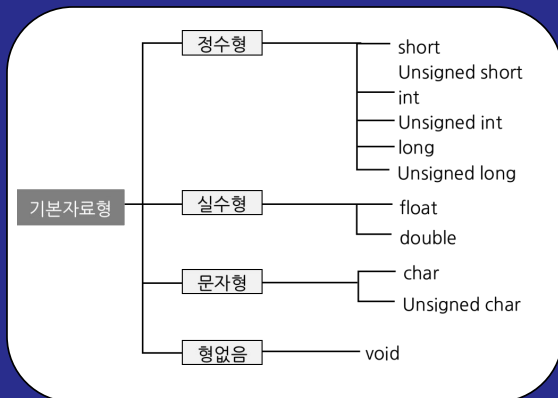 기본자료형
정수형
short
Unsigned short
int
Unsigned int
long
Unsigned long
실수형
float
double
문자형
char
Unsigned char
형없음
void